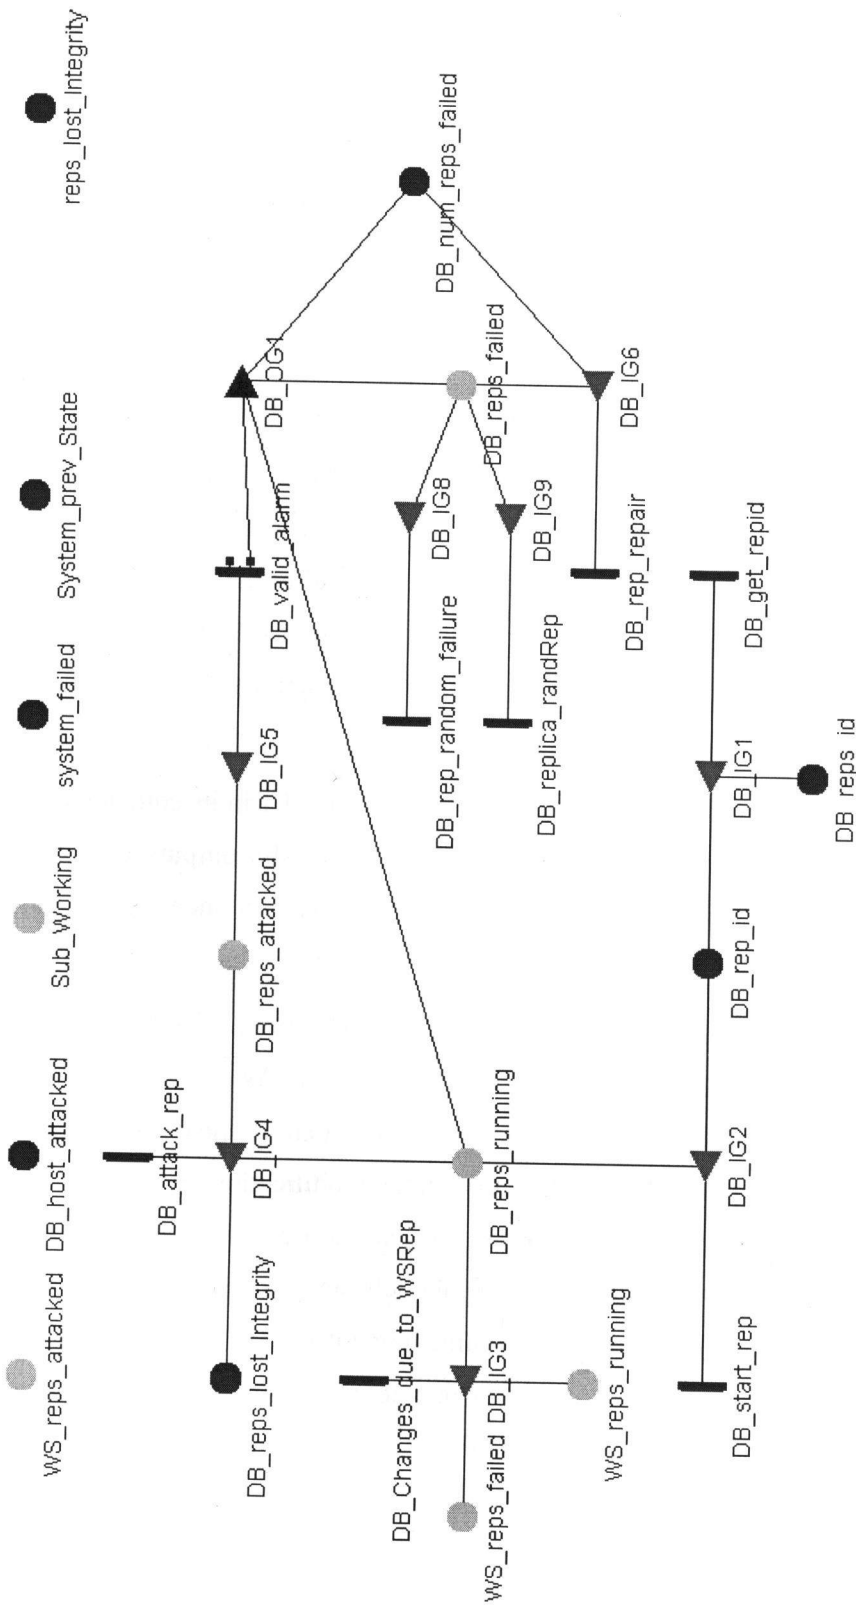 WS_reps_attacked
DB_host_attacked
Sub_Working
system_failed
System_prev_State
reps_lost_Integrity
DB_attack_rep
DB_reps_lost_Integrity
DB_IG4
DB_reps_attacked
DB_IG5
DB_valid_alarm
DB_OG1
DB_num_reps_failed
DB_Changes_due_to_WSRep
WS_reps_failed
DB_IG3
WS_reps_running
DB_reps_running
DB_rep_random_failure
DB_IG8
DB_reps_failed
DB_replica_randRep
DB_IG9
DB_rep_repair
DB_IG6
DB_start_rep
DB_IG2
DB_rep_id
DB_IG1
DB_get_repid
DB_reps_id